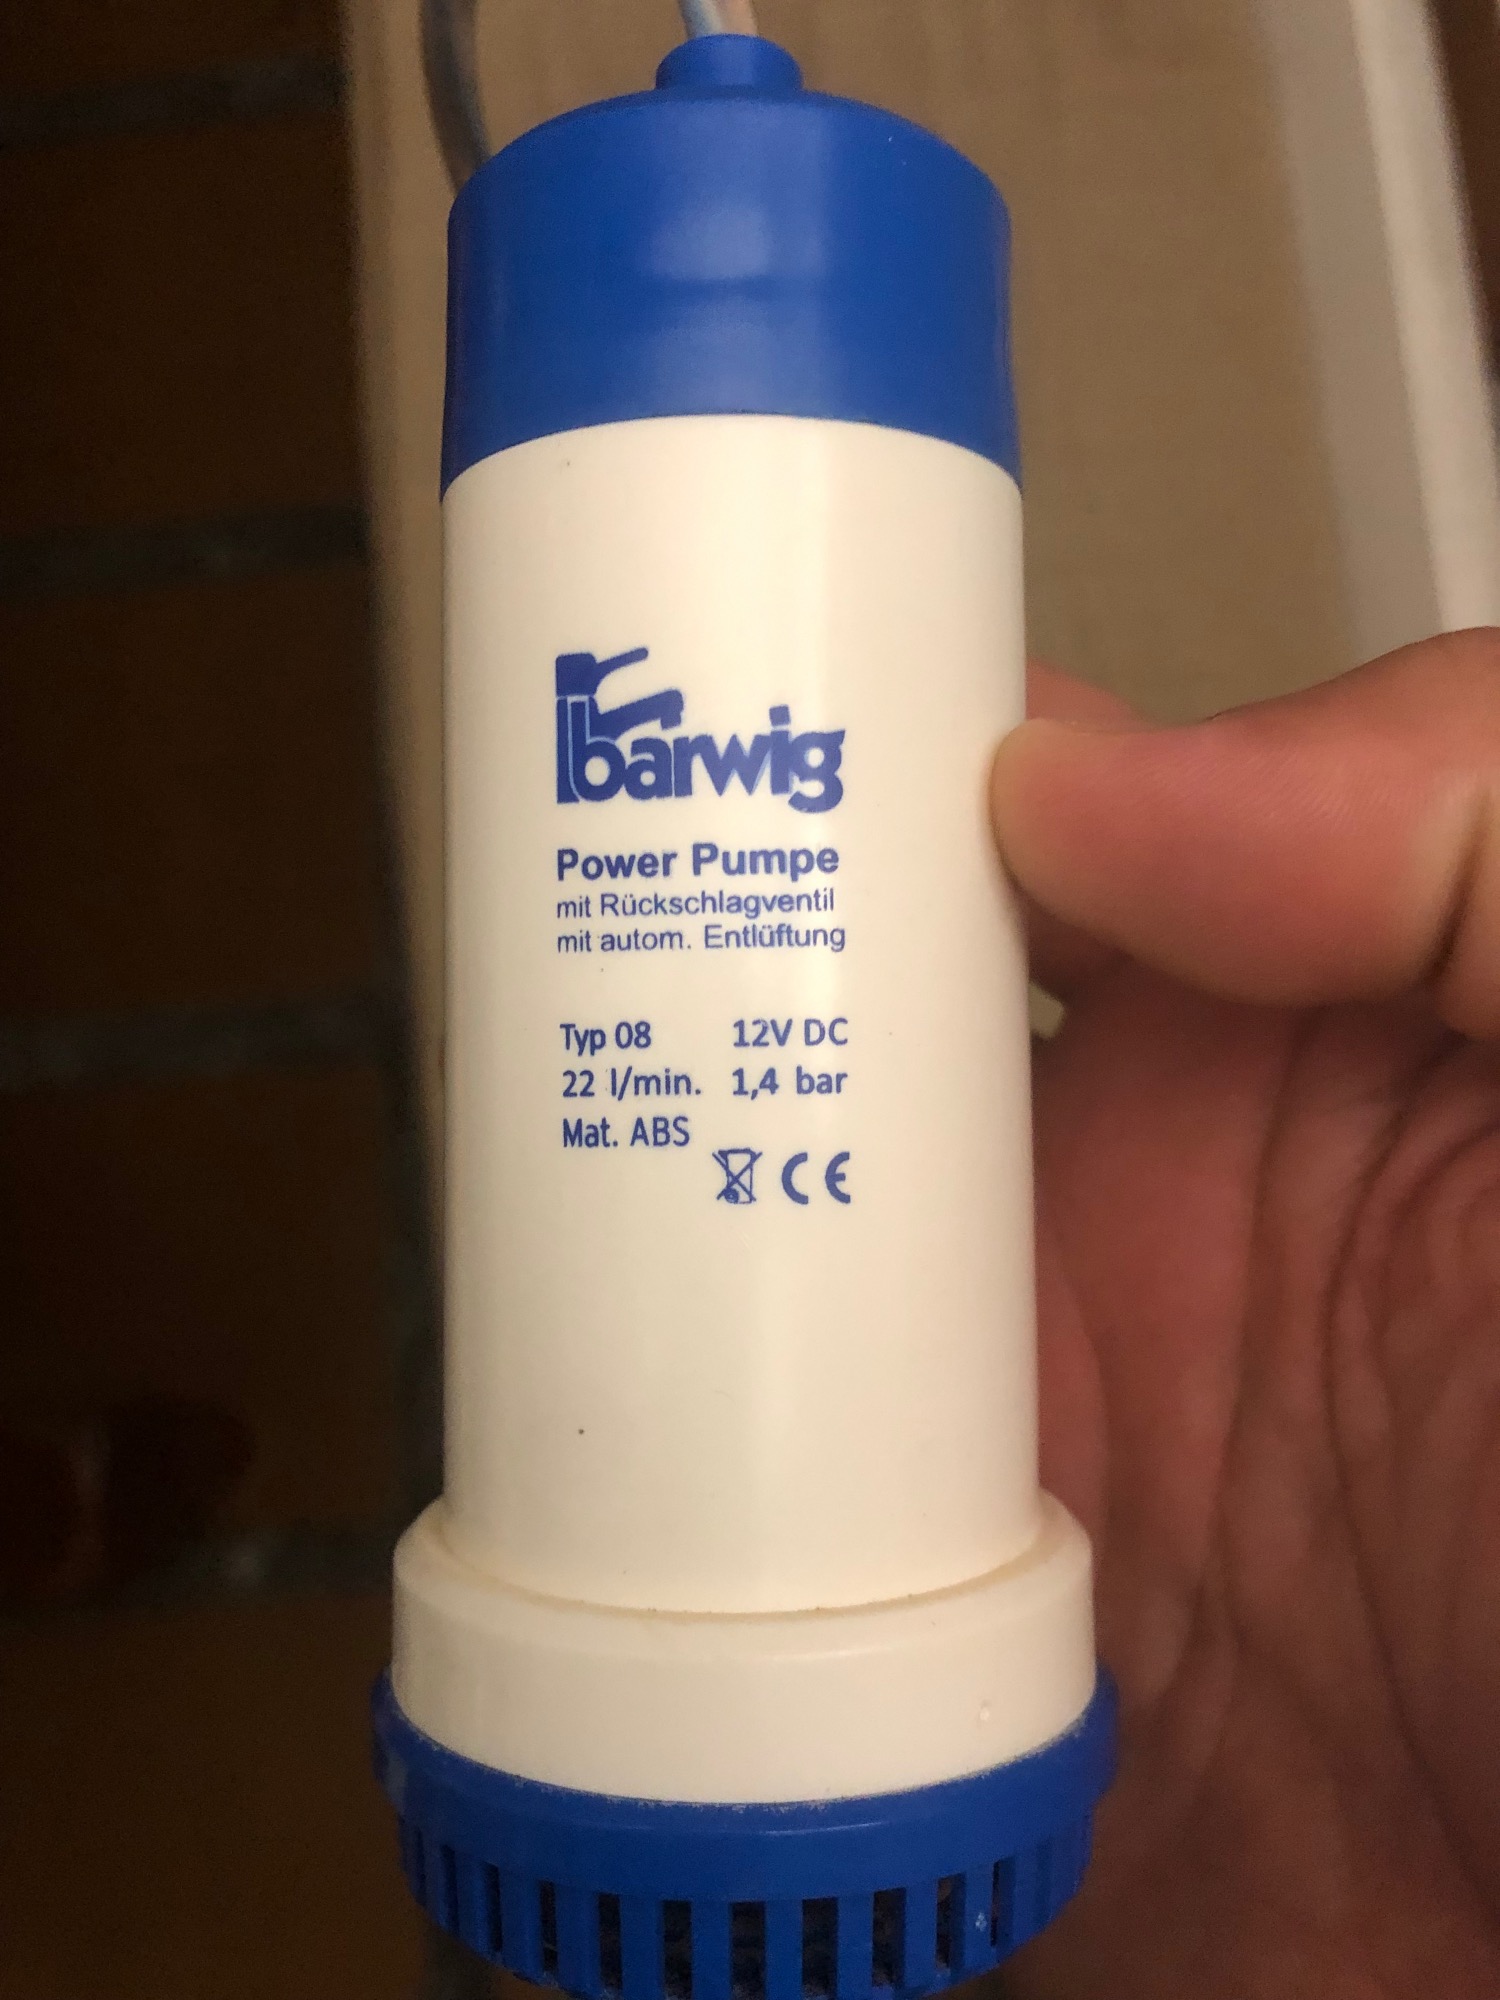 barwig
Power Pumpe
mit Rückschlagventil
mit autom. Entlüftung
Typ 08 12V DC
22 l/min. 1,4 bar
Mat. ABS
CE